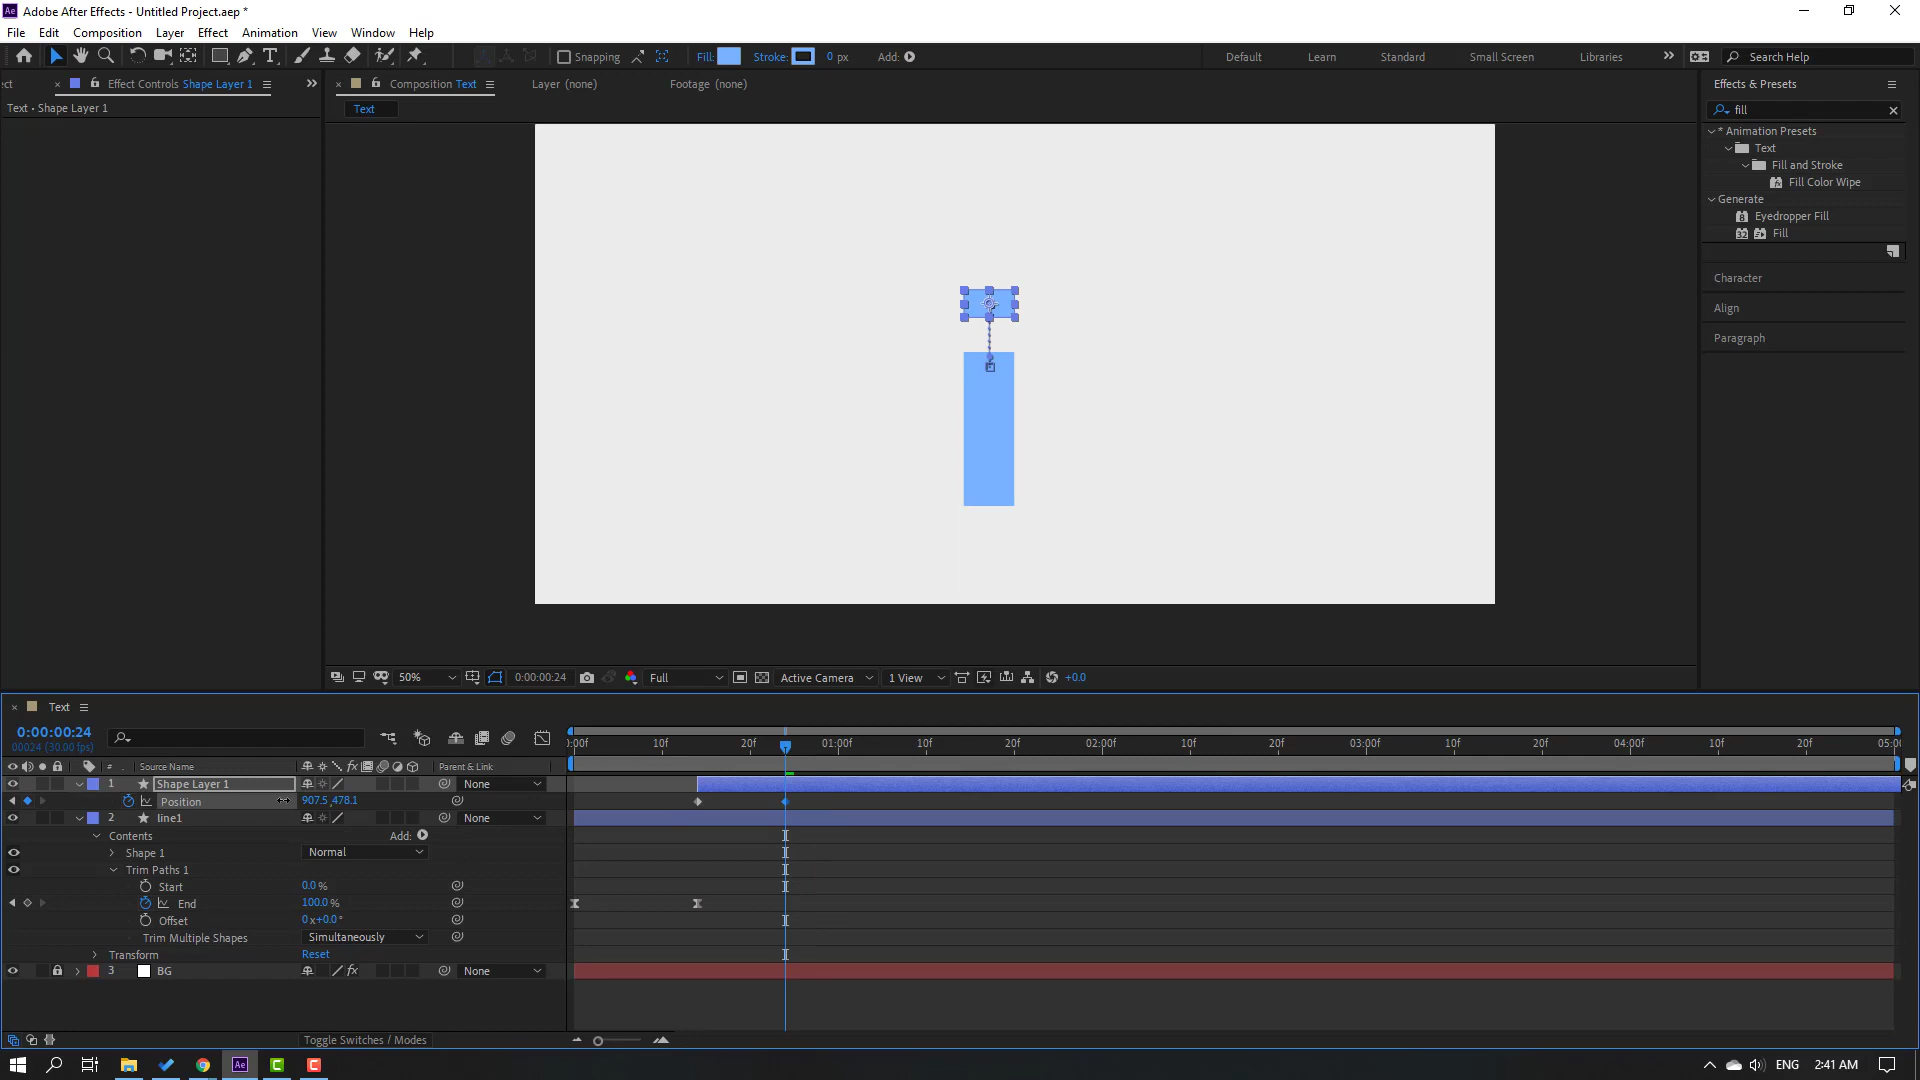 Adobe After Effects - Untitled Project.aep *
File Edit Composition Layer Effect Animation View Window Help
Snapping Fill: Stroke: 0 px Add: Default Learn Standard Small Screen Libraries Search Help
ect Effect Controls Shape Layer 1 Composition Text Layer (none) Footage (none) Effects & Presets
Text • Shape Layer 1
Text
fill
* Animation Presets
Text
Fill and Stroke
Fill Color Wipe
Generate
Eyedropper Fill
Fill
Character
Align
Paragraph
50% 0:00:00:24 Full Active Camera 1 View +0.0
Text
0:00:00:24
00024 (30.00 fps)
0:00f 10f 20f 01:00f 10f 20f 02:00f 10f 20f 03:00f 10f 20f 04:00f 10f 20f 05:0
# Source Name Parent & Link
1 Shape Layer 1 None
Position 907.5,478.1
2 line1 None
Contents Add:
Shape 1 Normal
Trim Paths 1
Start 0.0 %
End 100.0 %
Offset 0 x+0.0 °
Trim Multiple Shapes Simultaneously
Transform Reset
3 BG None
Toggle Switches / Modes
Ae ENG 2:41 AM